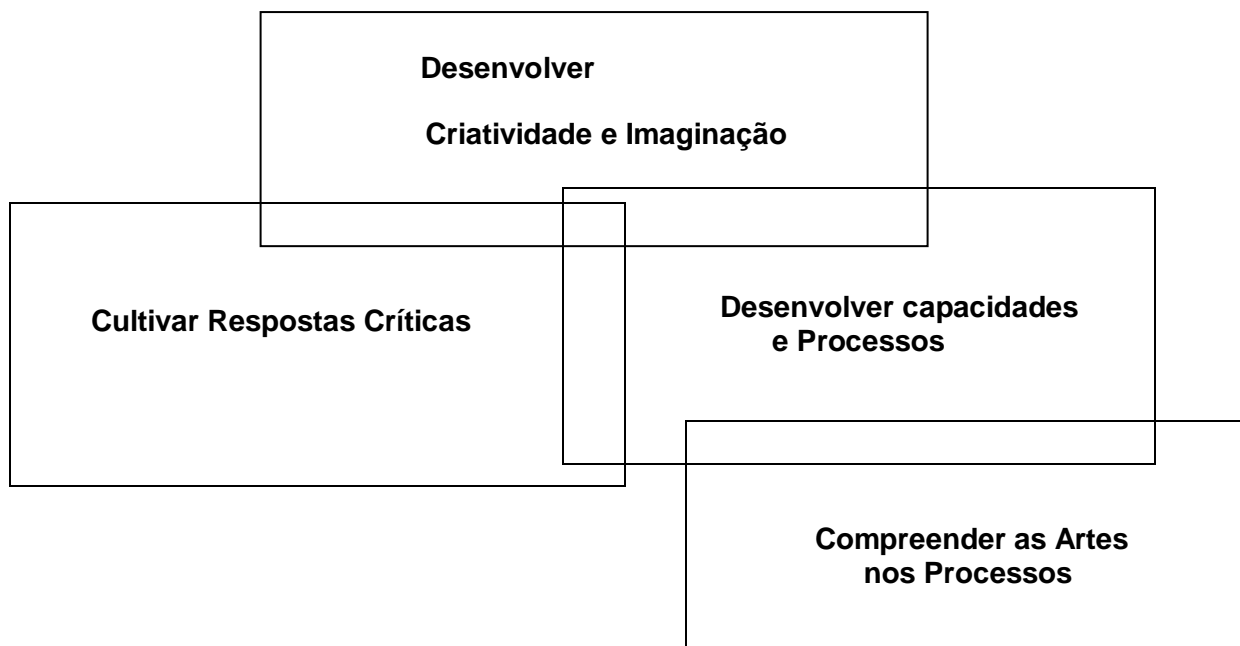 Desenvolver
Criatividade e Imaginação
Cultivar Respostas Críticas
Desenvolver capacidades
e Processos
Compreender as Artes
nos Processos